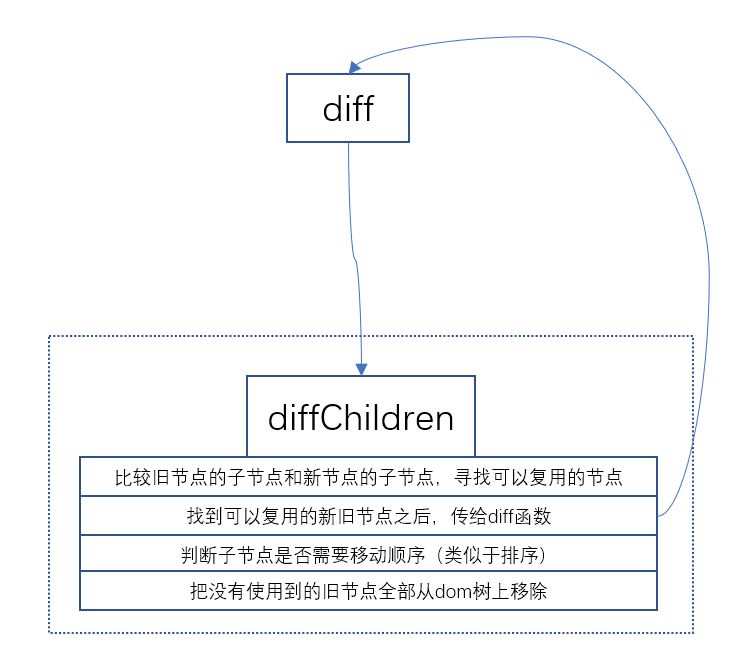 diff
diffChildren
比较旧节点的子节点和新节点的子节点，寻找可以复用的节点
找到可以复用的新旧节点之后，传给diff函数
判断子节点是否需要移动顺序（类似于排序）
把没有使用到的旧节点全部从dom树上移除